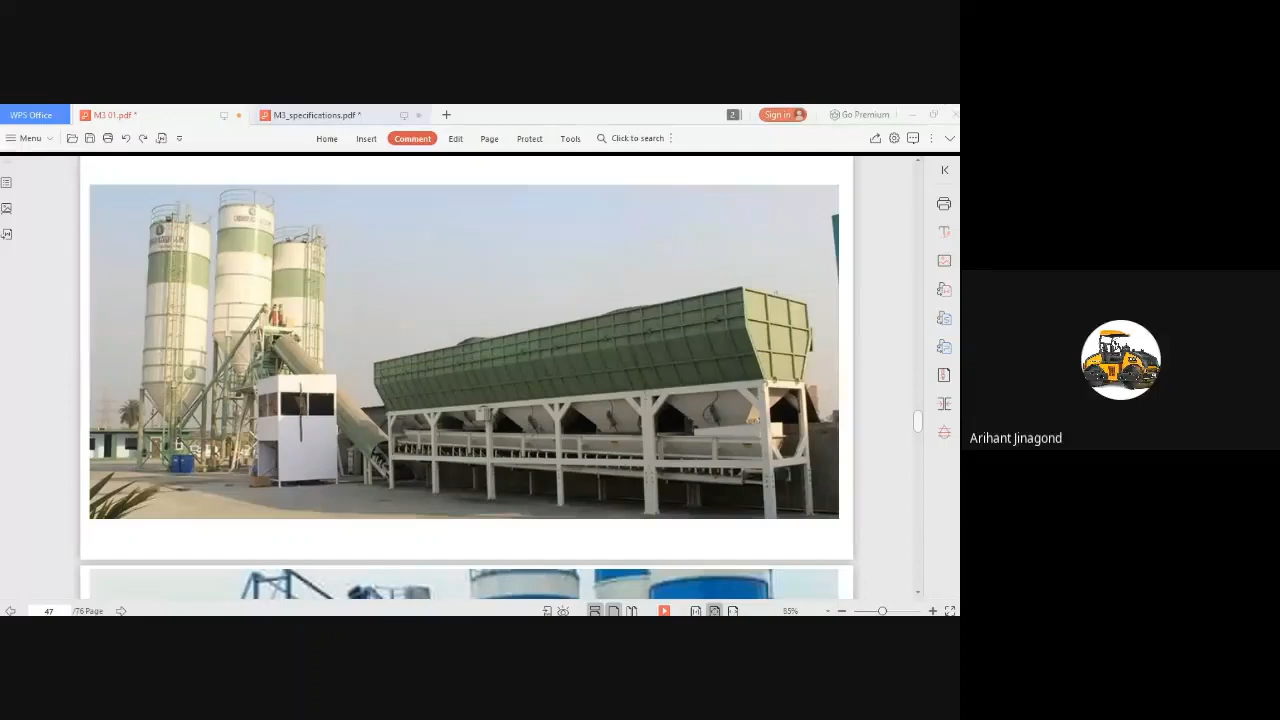 WPS Office
M3 01.pdf *
M3_specifications.pdf *
2
Sign in
Go Premium
Menu
Home
Insert
Comment
Edit
Page
Protect
Tools
Click to search
Arihant Jinagond
47
/76 Page
85%